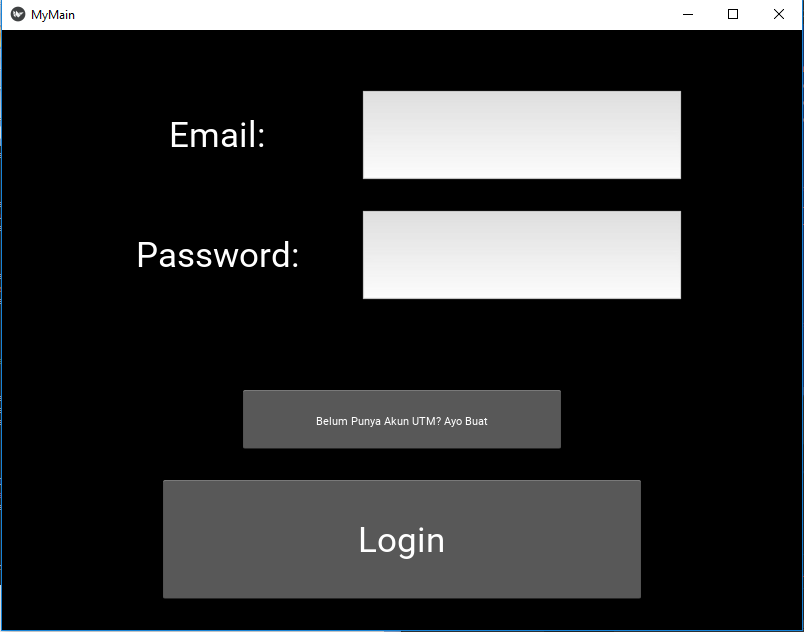 MyMain
Email:
Password:
Belum Punya Akun UTM? Ayo Buat
Login